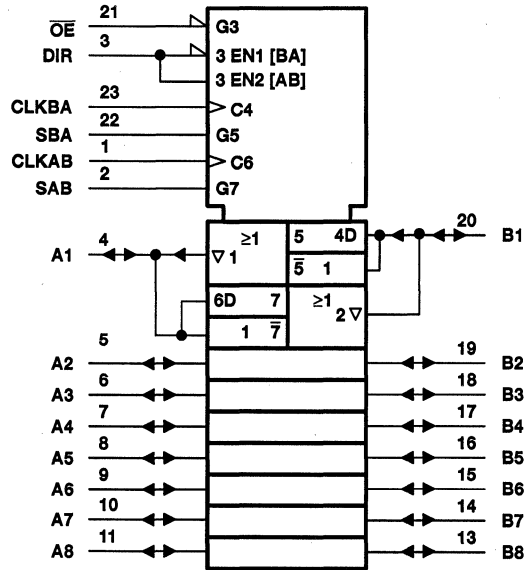 OE 21 G3
DIR 3 3 EN1 [BA]
3 EN2 [AB]
CLKBA 23 C4
SBA 22 G5
CLKAB 1 C6
SAB 2 G7
A1 4 ≥1 ▽ 1 5 4D 20 B1
5 1
6D 7 ≥1 2 ▽
1 7
A2 5 19 B2
A3 6 18 B3
A4 7 17 B4
A5 8 16 B5
A6 9 15 B6
A7 10 14 B7
A8 11 13 B8